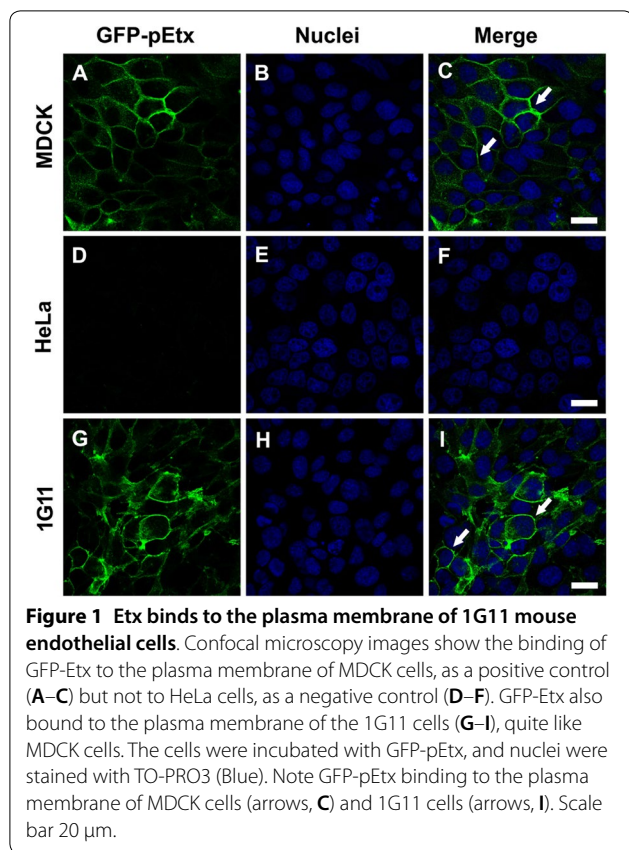 GFP-pEtx Nuclei Merge
MDCK
A B C
HeLa
D E F
1G11
G H I
Figure 1 Etx binds to the plasma membrane of 1G11 mouse
endothelial cells. Confocal microscopy images show the binding of
GFP-Etx to the plasma membrane of MDCK cells, as a positive control
(A–C) but not to HeLa cells, as a negative control (D–F). GFP-Etx also
bound to the plasma membrane of the 1G11 cells (G–I), quite like
MDCK cells. The cells were incubated with GFP-pEtx, and nuclei were
stained with TO-PRO3 (Blue). Note GFP-pEtx binding to the plasma
membrane of MDCK cells (arrows, C) and 1G11 cells (arrows, I). Scale
bar 20 μm.